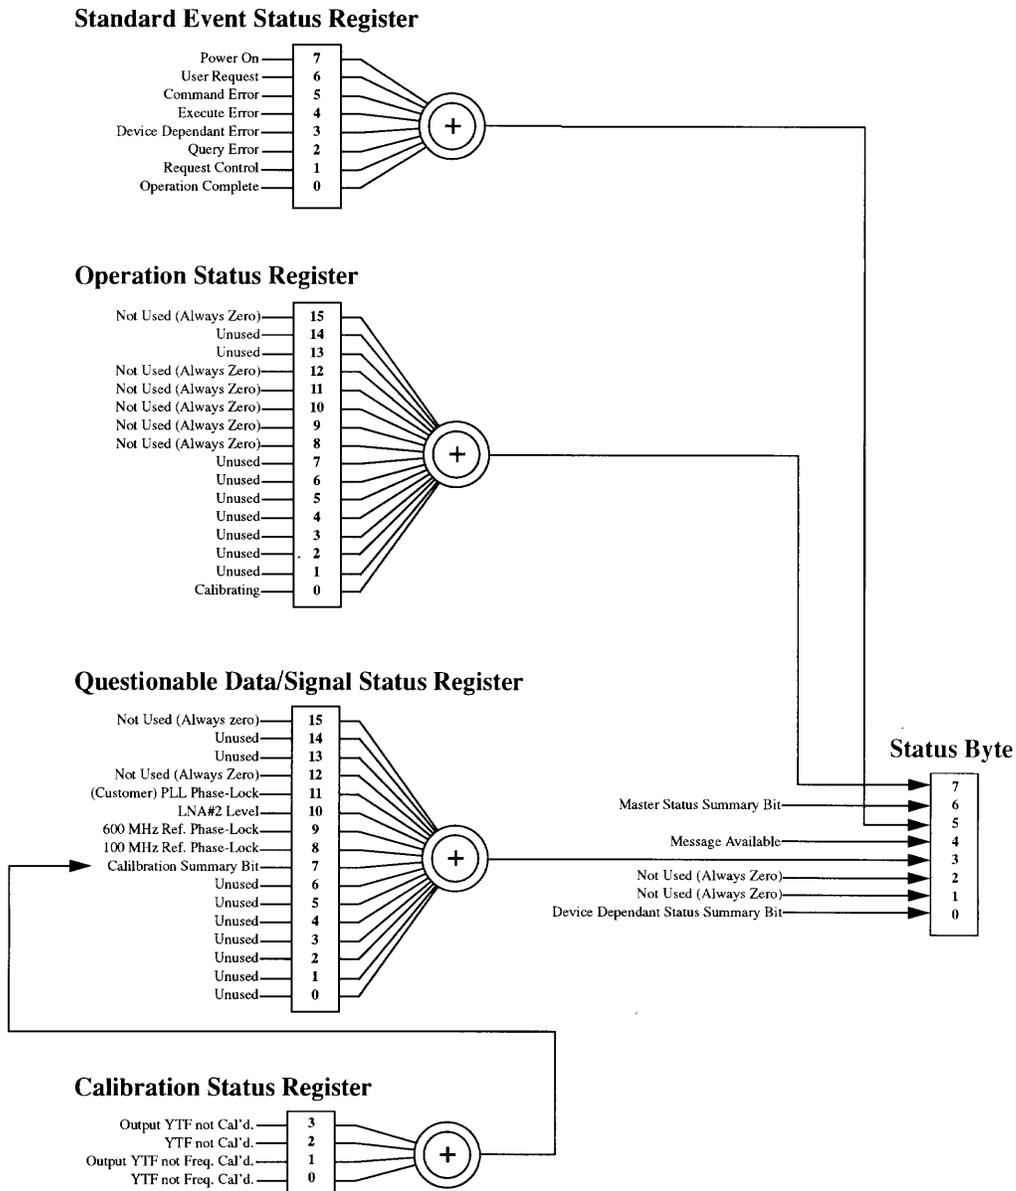 Standard Event Status Register
Power On 7
User Request 6
Command Error 5
Execute Error 4
Device Dependant Error 3
Query Error 2
Request Control 1
Operation Complete 0
+
Operation Status Register
Not Used (Always Zero) 15
Unused 14
Unused 13
Not Used (Always Zero) 12
Not Used (Always Zero) 11
Not Used (Always Zero) 10
Not Used (Always Zero) 9
Not Used (Always Zero) 8
Unused 7
Unused 6
Unused 5
Unused 4
Unused 3
Unused 2
Unused 1
Calibrating 0
+
Questionable Data/Signal Status Register
Not Used (Always zero) 15
Unused 14
Unused 13
Not Used (Always Zero) 12
(Customer) PLL Phase-Lock 11
LNA#2 Level 10
600 MHz Ref. Phase-Lock 9
100 MHz Ref. Phase-Lock 8
Calilbration Summary Bit 7
Unused 6
Unused 5
Unused 4
Unused 3
Unused 2
Unused 1
Unused 0
+
Status Byte
7
Master Status Summary Bit 6
5
Message Available 4
3
Not Used (Always Zero) 2
Not Used (Always Zero) 1
Device Dependant Status Summary Bit 0
Calibration Status Register
Output YTF not Cal'd. 3
YTF not Cal'd. 2
Output YTF not Freq. Cal'd. 1
YTF not Freq. Cal'd. 0
+